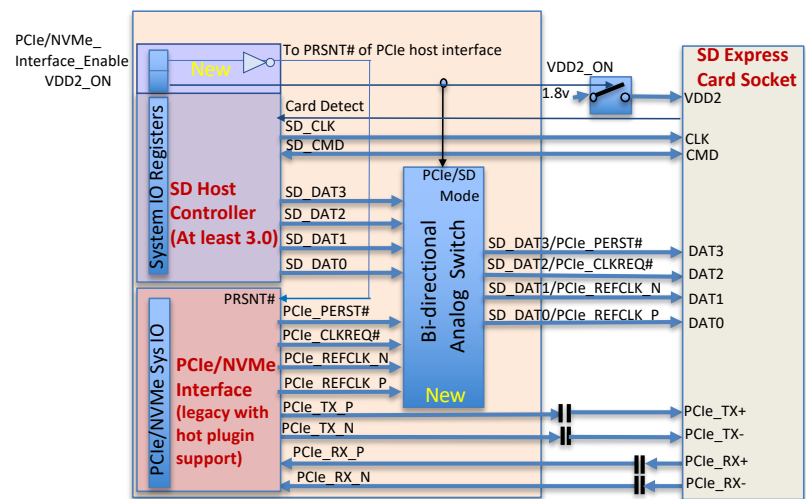 PCIe/NVMe_
Interface_Enable
VDD2_ON
New
To PRSNT# of PCIe host interface
VDD2_ON
1.8v
SD Express
Card Socket
VDD2
Card Detect
SD_CLK
CLK
SD_CMD
CMD
System IO Registers
SD Host
Controller
(At least 3.0)
PCIe/SD
Mode
Bi-directional
Analog Switch
New
SD_DAT3
SD_DAT2
SD_DAT1
SD_DAT0
SD_DAT3/PCIe_PERST#
DAT3
SD_DAT2/PCIe_CLKREQ#
DAT2
SD_DAT1/PCIe_REFCLK_N
DAT1
SD_DAT0/PCIe_REFCLK_P
DAT0
PRSNT#
PCIe/NVMe Sys IO
PCIe/NVMe
Interface
(legacy with
hot plugin
support)
PCIe_PERST#
PCIe_CLKREQ#
PCIe_REFCLK_N
PCIe_REFCLK_P
PCIe_TX_P
PCIe_TX+
PCIe_TX_N
PCIe_TX-
PCIe_RX_P
PCIe_RX+
PCIe_RX_N
PCIe_RX-